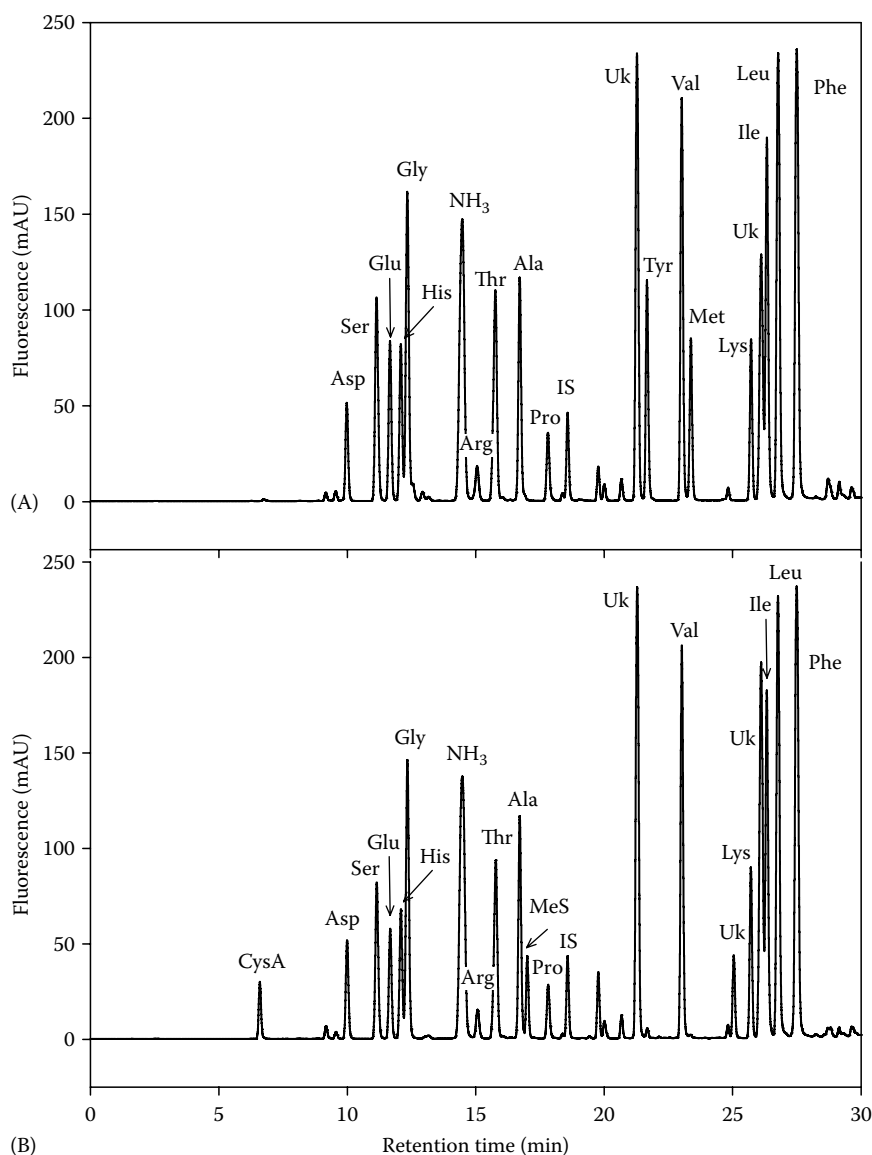 250
200
150
100
50
0
Fluorescence (mAU)
(A)
Asp
Ser
Glu
His
Gly
NH₃
Arg
Thr
Ala
Pro
IS
Uk
Tyr
Val
Met
Lys
Uk
Ile
Leu
Phe
250
200
150
100
50
0
Fluorescence (mAU)
CysA
Asp
Ser
Glu
His
Gly
NH₃
Arg
Thr
Ala
MeS
Pro
IS
Uk
Val
Uk
Lys
Uk
Ile
Leu
Phe
0 5 10 15 20 25 30
(B)
Retention time (min)